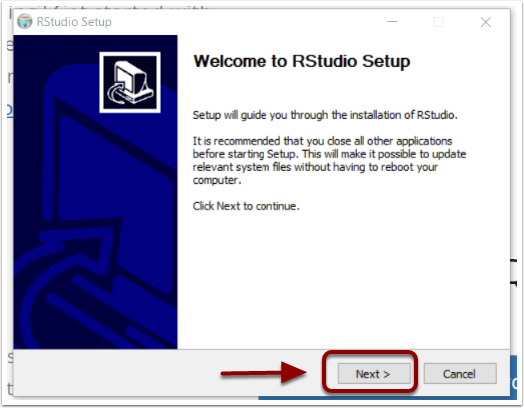 RStudio Setup
Welcome to RStudio Setup
Setup will guide you through the installation of RStudio.
It is recommended that you close all other applications
before starting Setup. This will make it possible to update
relevant system files without having to reboot your
computer.
Click Next to continue.
Next >
Cancel